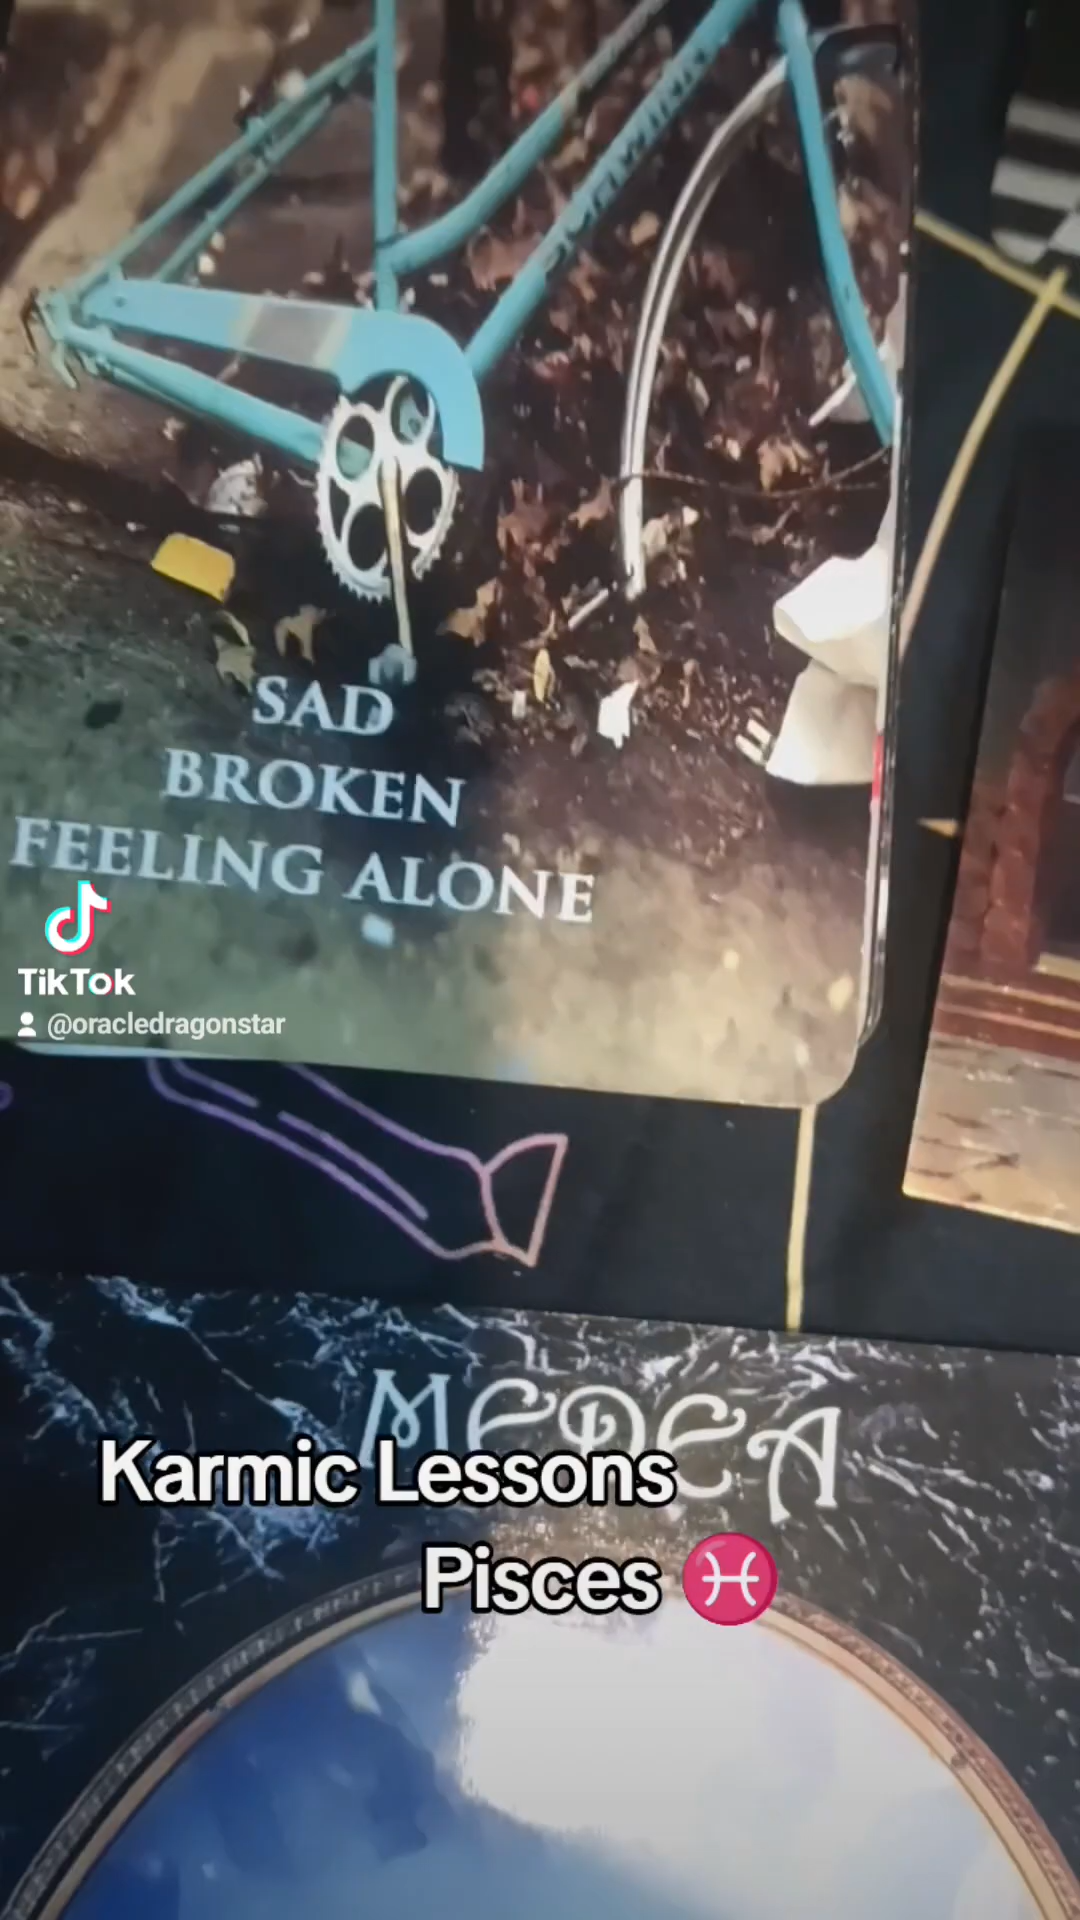 SAD
BROKEN
FEELING ALONE
TikTok
@oracledragonstar
MEDEA
Karmic Lessons
Pisces ♓